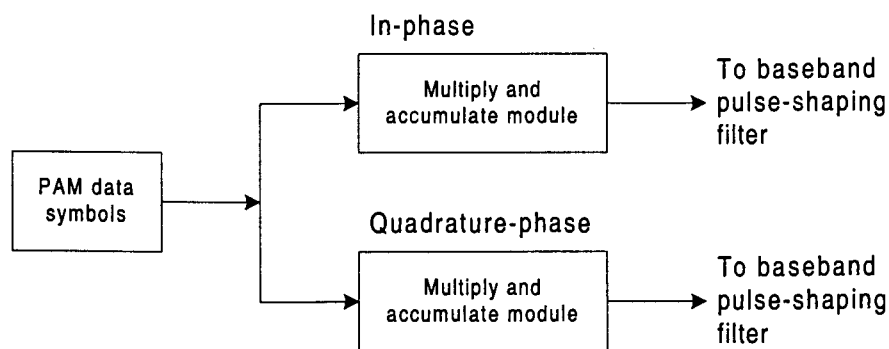 In-phase
Multiply and
accumulate module
To baseband
pulse-shaping
filter
PAM data
symbols
Quadrature-phase
Multiply and
accumulate module
To baseband
pulse-shaping
filter